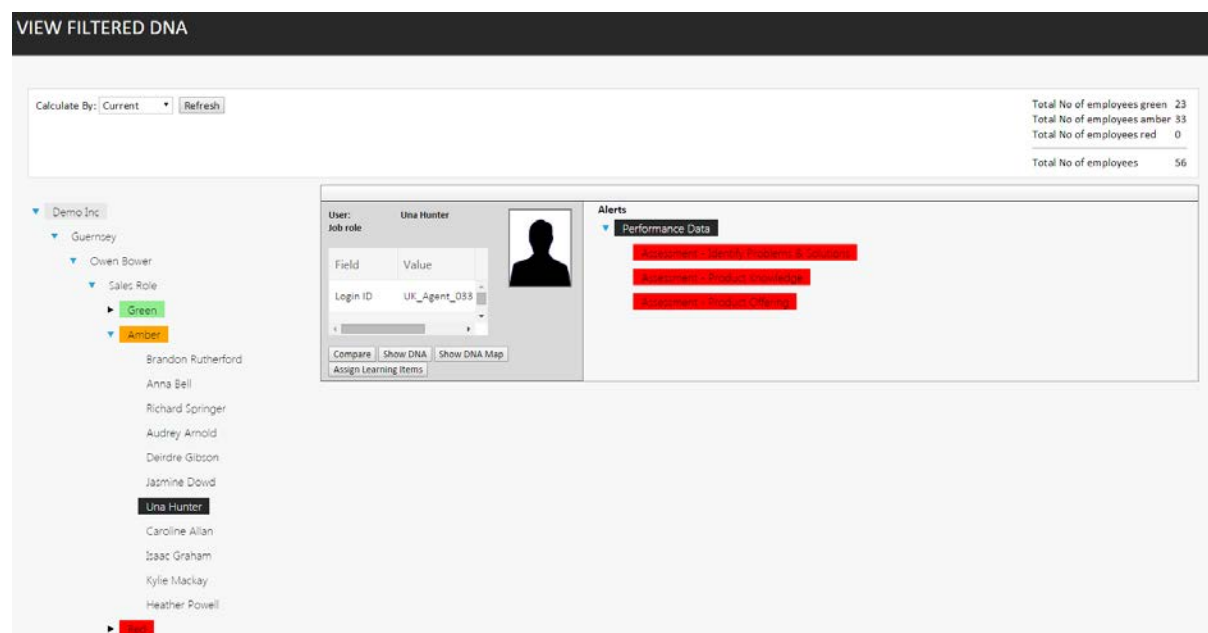 VIEW FILTERED DNA
Calculate By: Current Refresh
Total No of employees green 23
Total No of employees amber 33
Total No of employees red 0
Total No of employees 56
Demo Inc
Guernsey
Owen Bower
Sales Role
Green
Amber
Brandon Rutherford
Anna Bell
Richard Springer
Audrey Arnold
Deirdre Gibson
Jasmine Dowd
Una Hunter
Caroline Allan
Isaac Graham
Kylie Mackay
Heather Powell
Red
User: Una Hunter
Job role
Field Value
Login ID UK_Agent_033
Compare Show DNA Show DNA Map
Assign Learning Items
Alerts
Performance Data
Assessment - Identify Problems & Solutions
Assessment - Product Knowledge
Assessment - Product Offering